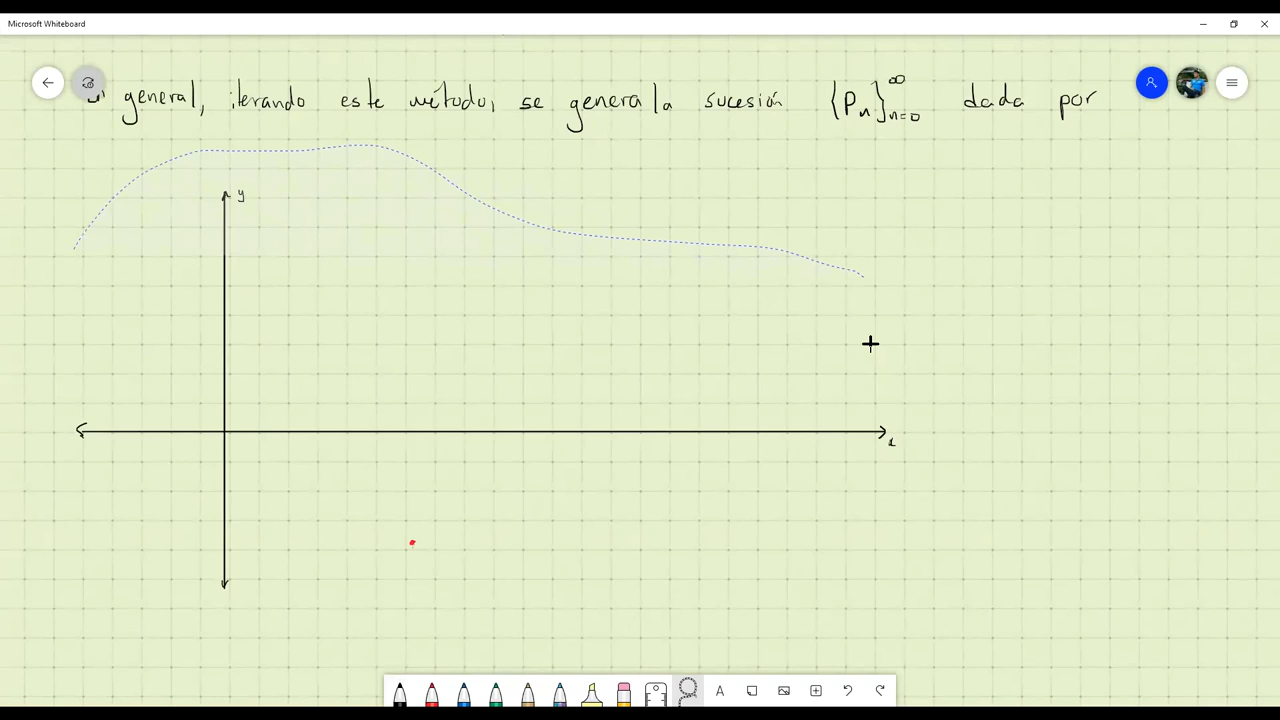 Microsoft Whiteboard
general, iterando este método, se genera la sucesión {Pₙ}ₙ₌₀^∞ dada por
y
x
A